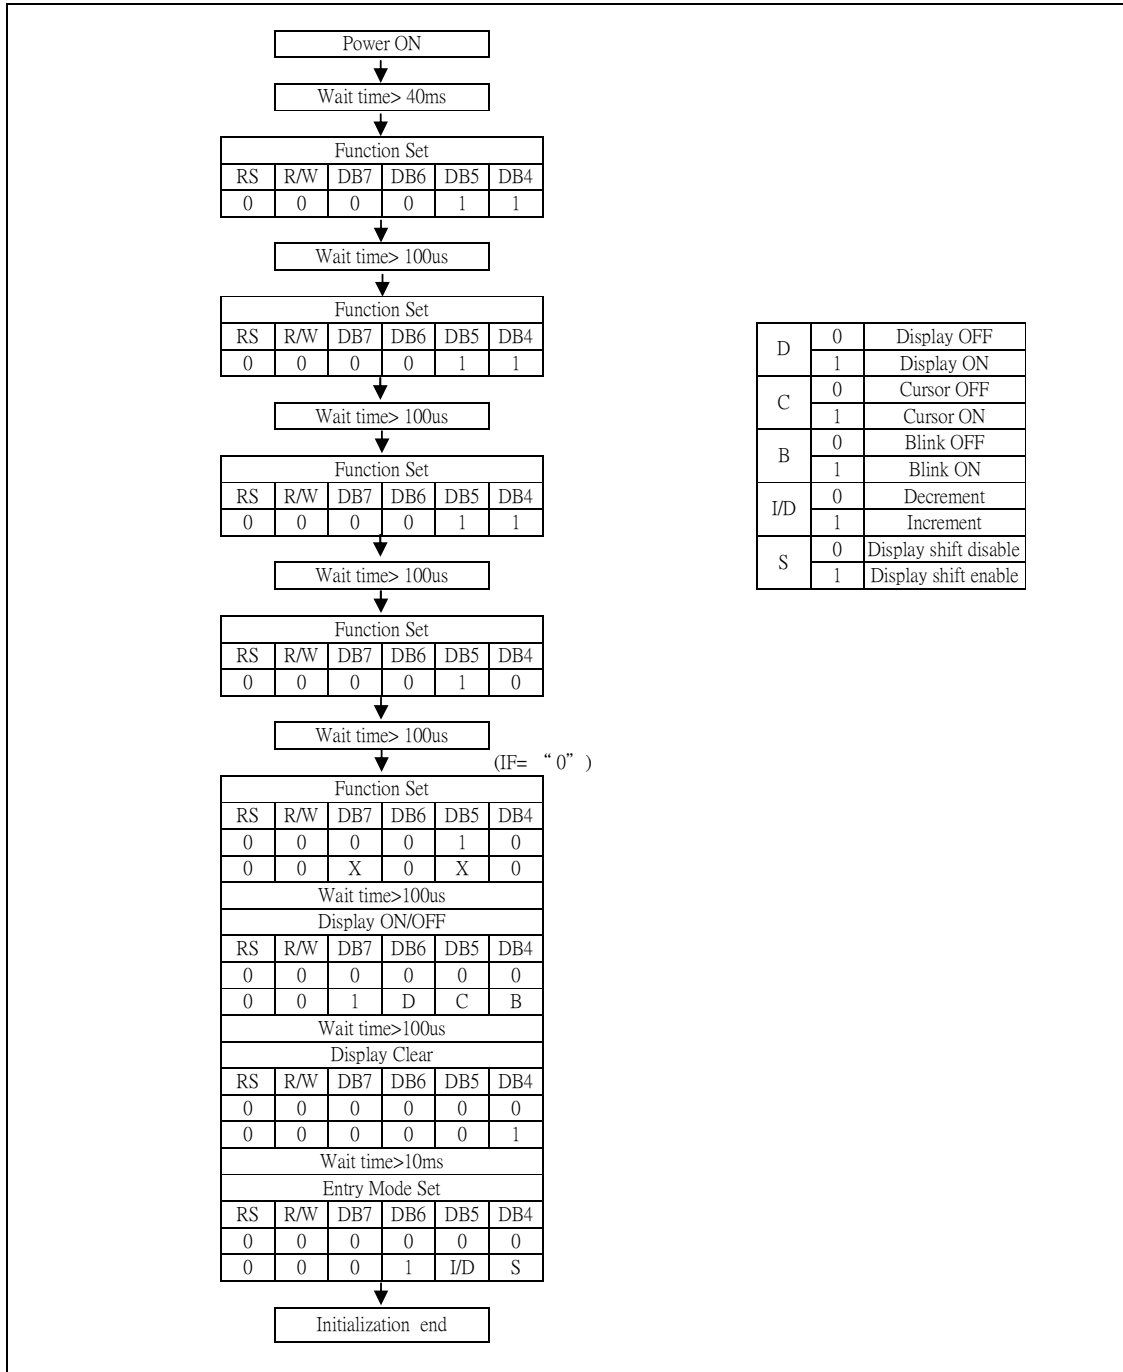 Power ON
Wait time> 40ms
Function Set
RS R/W DB7 DB6 DB5 DB4
0 0 0 0 1 1
Wait time> 100us
Function Set
RS R/W DB7 DB6 DB5 DB4
0 0 0 0 1 1
Wait time> 100us
Function Set
RS R/W DB7 DB6 DB5 DB4
0 0 0 0 1 1
Wait time> 100us
Function Set
RS R/W DB7 DB6 DB5 DB4
0 0 0 0 1 0
Wait time> 100us
(IF= “0” )
Function Set
RS R/W DB7 DB6 DB5 DB4
0 0 0 0 1 0
0 0 X 0 X 0
Wait time>100us
Display ON/OFF
RS R/W DB7 DB6 DB5 DB4
0 0 0 0 0 0
0 0 1 D C B
Wait time>100us
Display Clear
RS R/W DB7 DB6 DB5 DB4
0 0 0 0 0 0
0 0 0 0 0 1
Wait time>10ms
Entry Mode Set
RS R/W DB7 DB6 DB5 DB4
0 0 0 0 0 0
0 0 0 1 I/D S
Initialization end
D
0 Display OFF
1 Display ON
C
0 Cursor OFF
1 Cursor ON
B
0 Blink OFF
1 Blink ON
I/D
0 Decrement
1 Increment
S
0 Display shift disable
1 Display shift enable